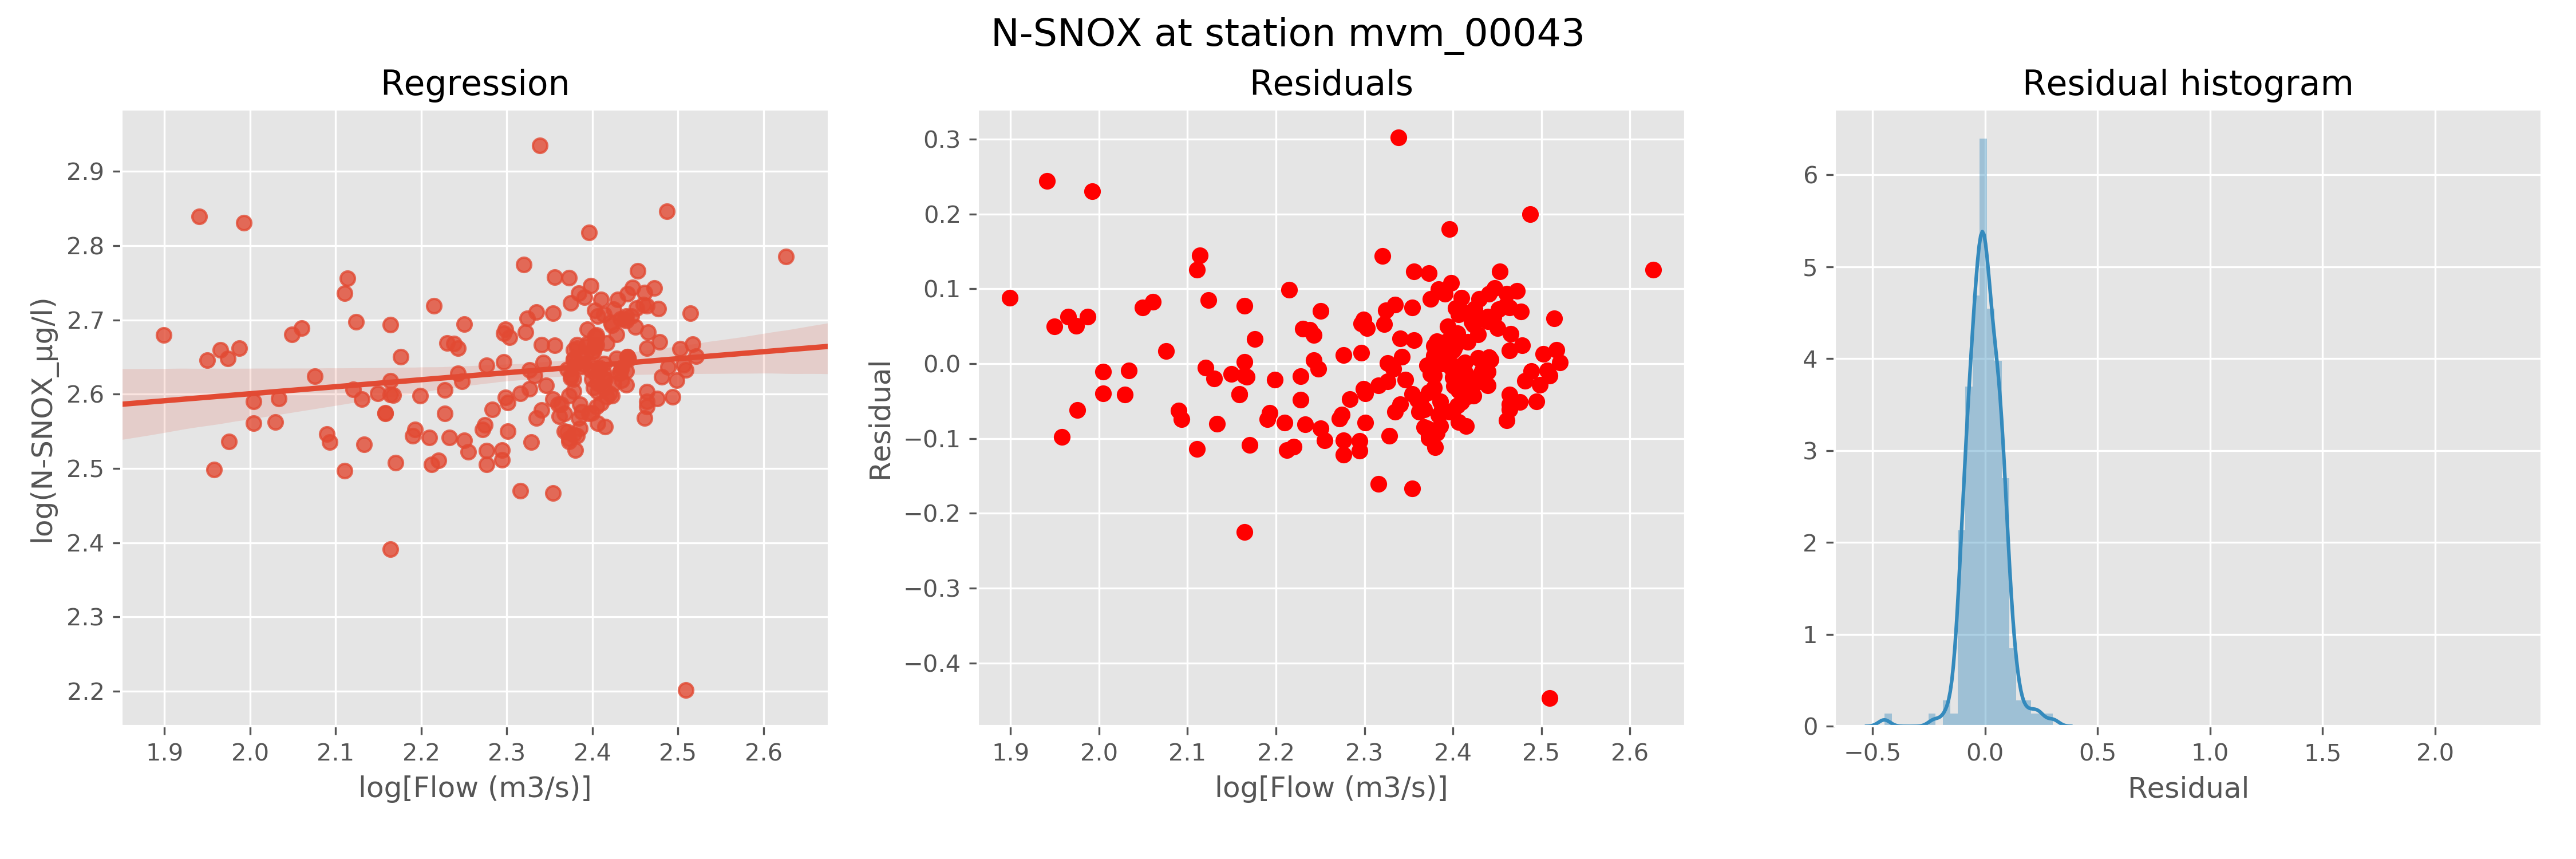 N-SNOX at station mvm_00043
Regression
2.9
2.8
2.7
2.6
2.5
2.4
2.3
2.2
log(N-SNOX_µg/l)
1.9 2.0 2.1 2.2 2.3 2.4 2.5 2.6
log[Flow (m3/s)]
Residuals
0.3
0.2
0.1
0.0
−0.1
−0.2
−0.3
−0.4
Residual
1.9 2.0 2.1 2.2 2.3 2.4 2.5 2.6
log[Flow (m3/s)]
Residual histogram
6
5
4
3
2
1
0
−0.5 0.0 0.5 1.0 1.5 2.0
Residual